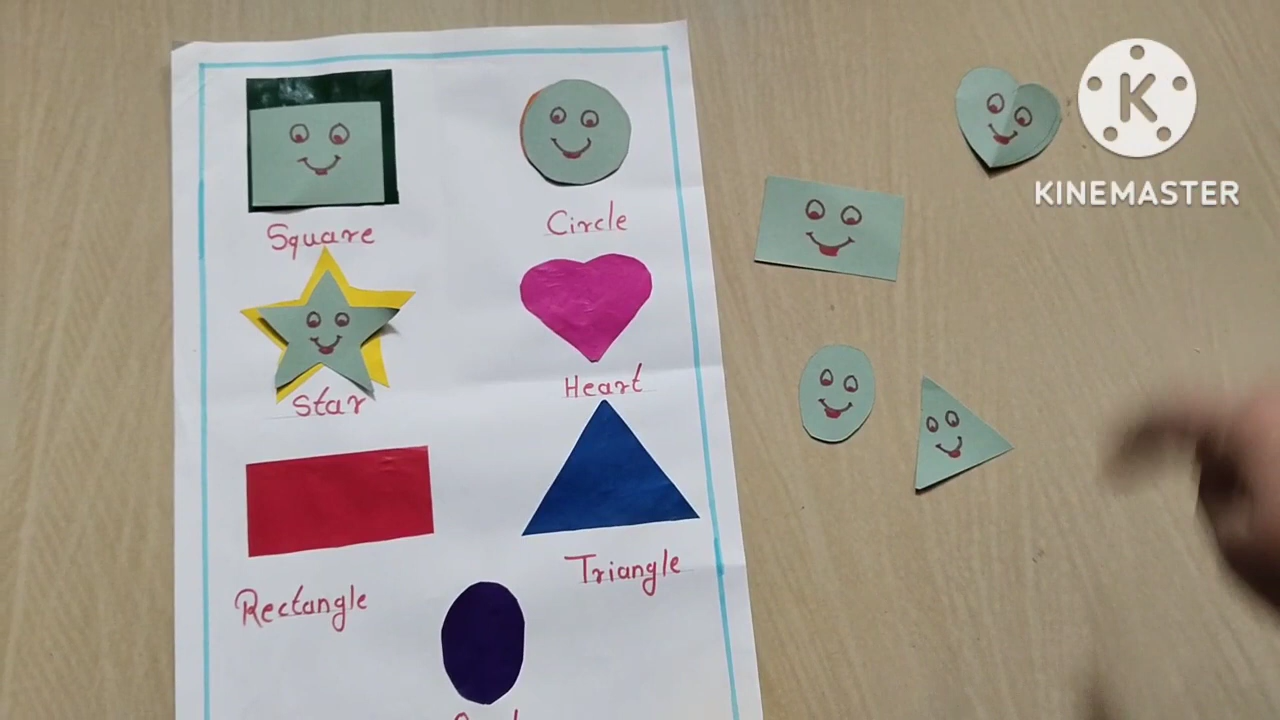 K
KINEMASTER
Square
Circle
Star
Heart
Rectangle
Triangle